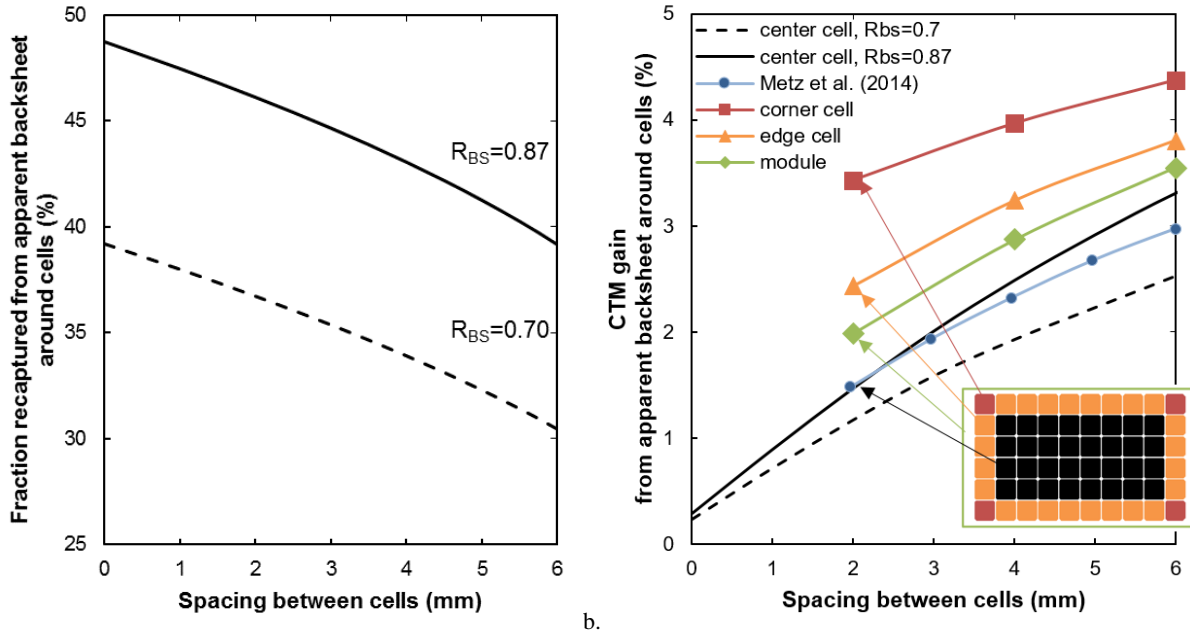 50
45
40
35
30
25
0
1
2
3
4
5
6
Fraction recaptured from apparent backsheet
around cells (%)
Spacing between cells (mm)
R_BS=0.87
R_BS=0.70
5
4
3
2
1
0
0
1
2
3
4
5
6
CTM gain
from apparent backsheet around cells (%)
Spacing between cells (mm)
center cell, Rbs=0.7
center cell, Rbs=0.87
Metz et al. (2014)
corner cell
edge cell
module
b.